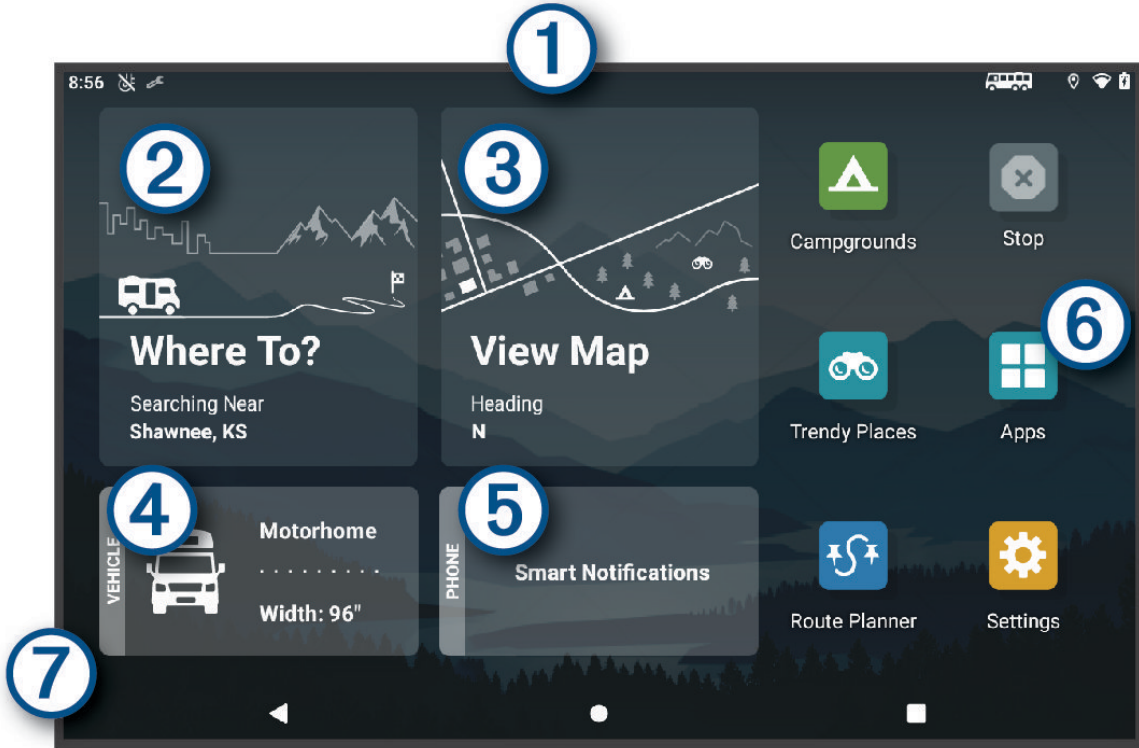 1
8:56
2
3
Campgrounds
Stop
Where To?
Searching Near
Shawnee, KS
View Map
Heading
N
6
Trendy Places
Apps
4
VEHICLE
Motorhome
. . . . . . . . .
Width: 96"
5
PHONE
Smart Notifications
Route Planner
Settings
7